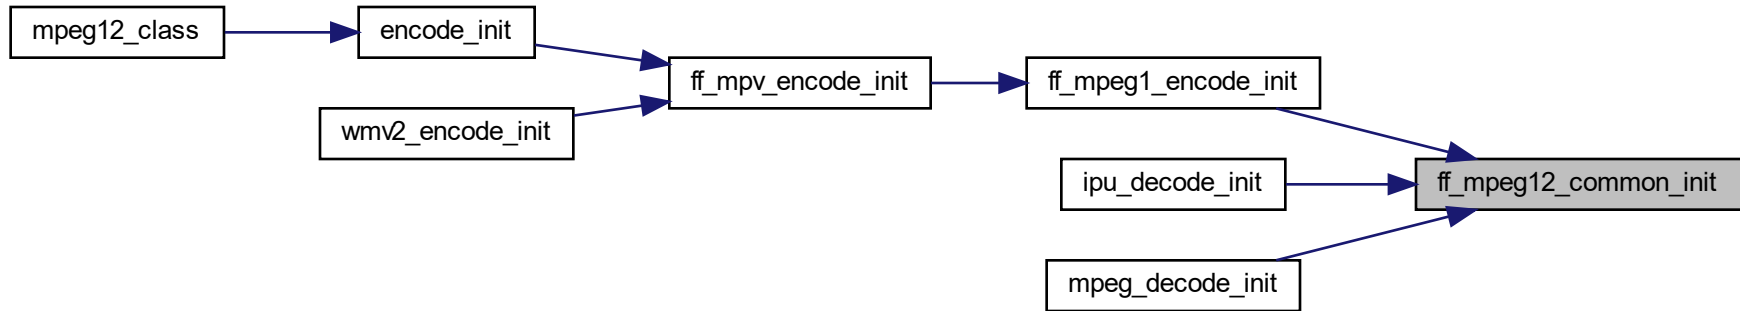 mpeg12_class
encode_init
wmv2_encode_init
ff_mpv_encode_init
ff_mpeg1_encode_init
ipu_decode_init
mpeg_decode_init
ff_mpeg12_common_init